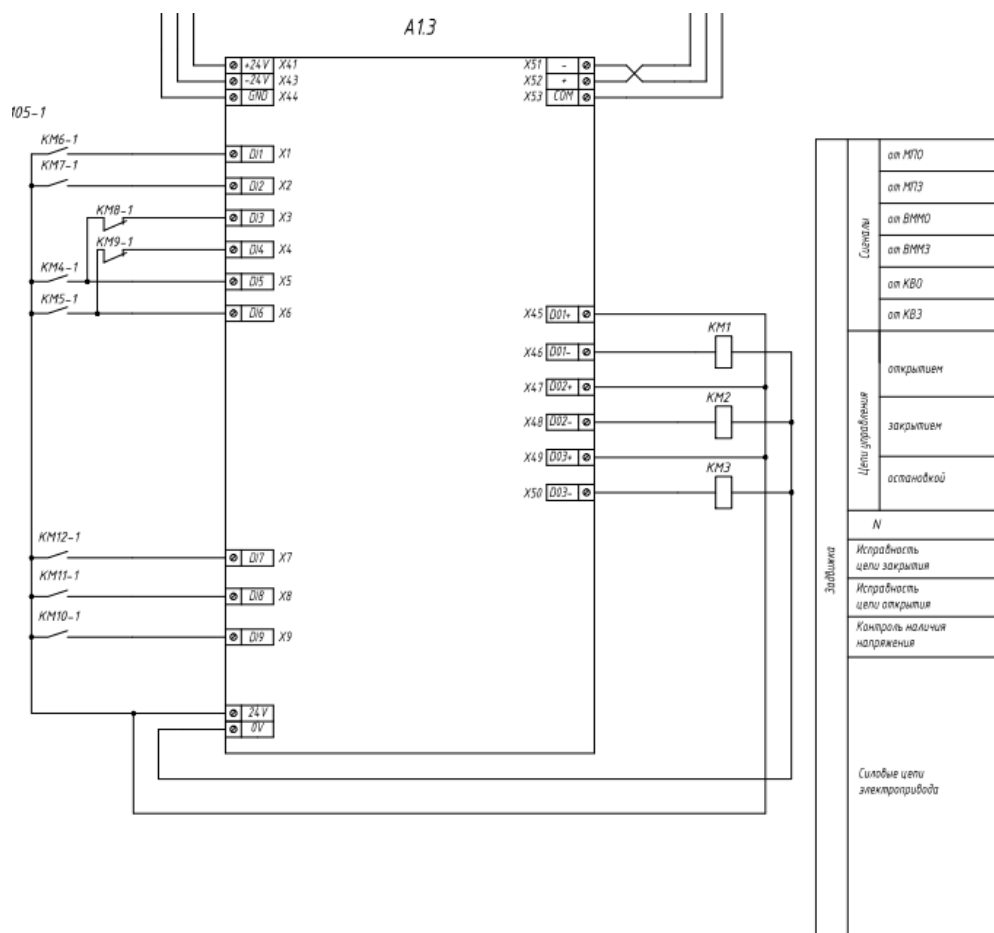 A1.3
+24V X41
-24V X43
GND X44
X51 -
X52 +
X53 COM
105-1
KM6-1
DI1 X1
KM7-1
DI2 X2
KM8-1
DI3 X3
KM9-1
DI4 X4
KM4-1
DI5 X5
KM5-1
DI6 X6
X45 DO1+
KM1
X46 DO1-
X47 DO2+
KM2
X48 DO2-
X49 DO3+
KM3
X50 DO3-
KM12-1
DI7 X7
KM11-1
DI8 X8
KM10-1
DI9 X9
24V
0V
Задвижка
Сигналы
от МПО
от МПЗ
от ВММО
от ВММЗ
от КВО
от КВЗ
Цепи управления
открытием
закрытием
остановкой
N
Исправность
цепи закрытия
Исправность
цепи открытия
Контроль наличия
напряжения
Силовые цепи
электропривода